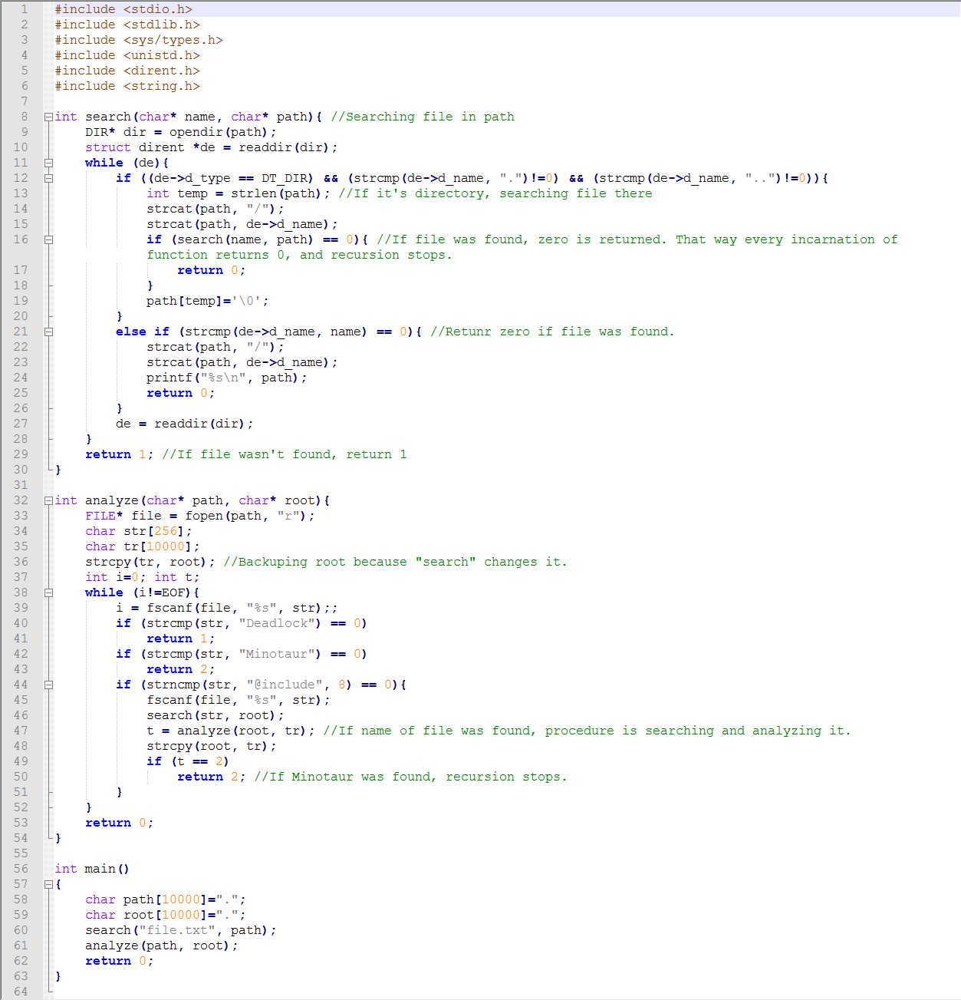 1 #include <stdio.h>
2 #include <stdlib.h>
3 #include <sys/types.h>
4 #include <unistd.h>
5 #include <dirent.h>
6 #include <string.h>
7
8 int search(char* name, char* path){ //Searching file in path
9     DIR* dir = opendir(path);
10     struct dirent *de = readdir(dir);
11     while (de){
12         if ((de->d_type == DT_DIR) && (strcmp(de->d_name, ".")!=0) && (strcmp(de->d_name, "..")!=0)){
13             int temp = strlen(path); //If it's directory, searching file there
14             strcat(path, "/");
15             strcat(path, de->d_name);
16             if (search(name, path) == 0){ //If file was found, zero is returned. That way every incarnation of
            function returns 0, and recursion stops.
17                 return 0;
18             }
19             path[temp]='\0';
20         }
21         else if (strcmp(de->d_name, name) == 0){ //Retunr zero if file was found.
22             strcat(path, "/");
23             strcat(path, de->d_name);
24             printf("%s\n", path);
25             return 0;
26         }
27         de = readdir(dir);
28     }
29     return 1; //If file wasn't found, return 1
30 }
31
32 int analyze(char* path, char* root){
33     FILE* file = fopen(path, "r");
34     char str[256];
35     char tr[10000];
36     strcpy(tr, root); //Backuping root because "search" changes it.
37     int i=0; int t;
38     while (i!=EOF){
39         i = fscanf(file, "%s", str);;
40         if (strcmp(str, "Deadlock") == 0)
41             return 1;
42         if (strcmp(str, "Minotaur") == 0)
43             return 2;
44         if (strncmp(str, "@include", 8) == 0){
45             fscanf(file, "%s", str);
46             search(str, root);
47             t = analyze(root, tr); //If name of file was found, procedure is searching and analyzing it.
48             strcpy(root, tr);
49             if (t == 2)
50                 return 2; //If Minotaur was found, recursion stops.
51         }
52     }
53     return 0;
54 }
55
56 int main()
57 {
58     char path[10000]=".";
59     char root[10000]=".";
60     search("file.txt", path);
61     analyze(path, root);
62     return 0;
63 }
64